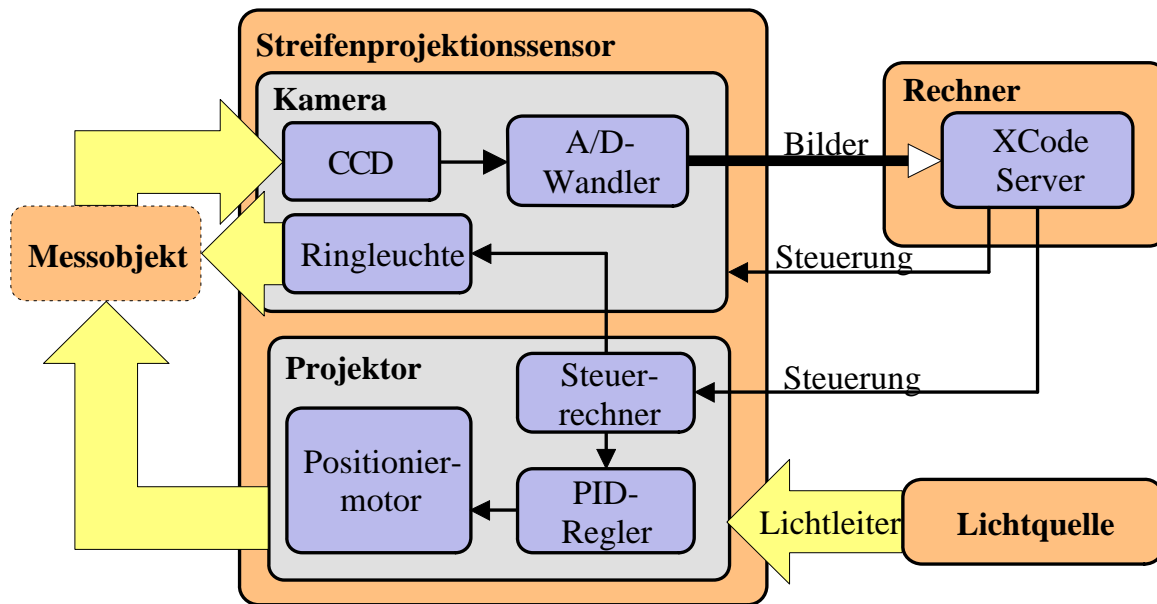 Streifenprojektionssensor
Kamera
CCD
A/D-
Wandler
Bilder
Rechner
XCode
Server
Messobjekt
Ringleuchte
Steuerung
Projektor
Steuer-
rechner
Steuerung
Positionier-
motor
PID-
Regler
Lichtleiter
Lichtquelle